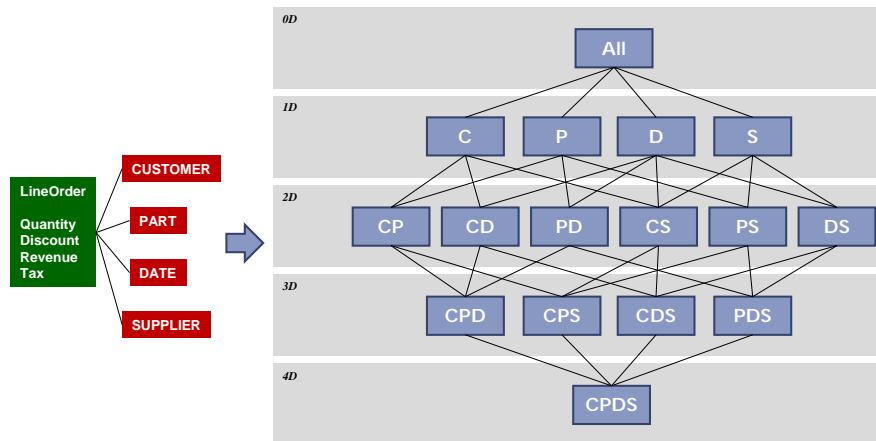 LineOrder
Quantity
Discount
Revenue
Tax
CUSTOMER
PART
DATE
SUPPLIER
0D
All
1D
C P D S
2D
CP CD PD CS PS DS
3D
CPD CPS CDS PDS
4D
CPDS